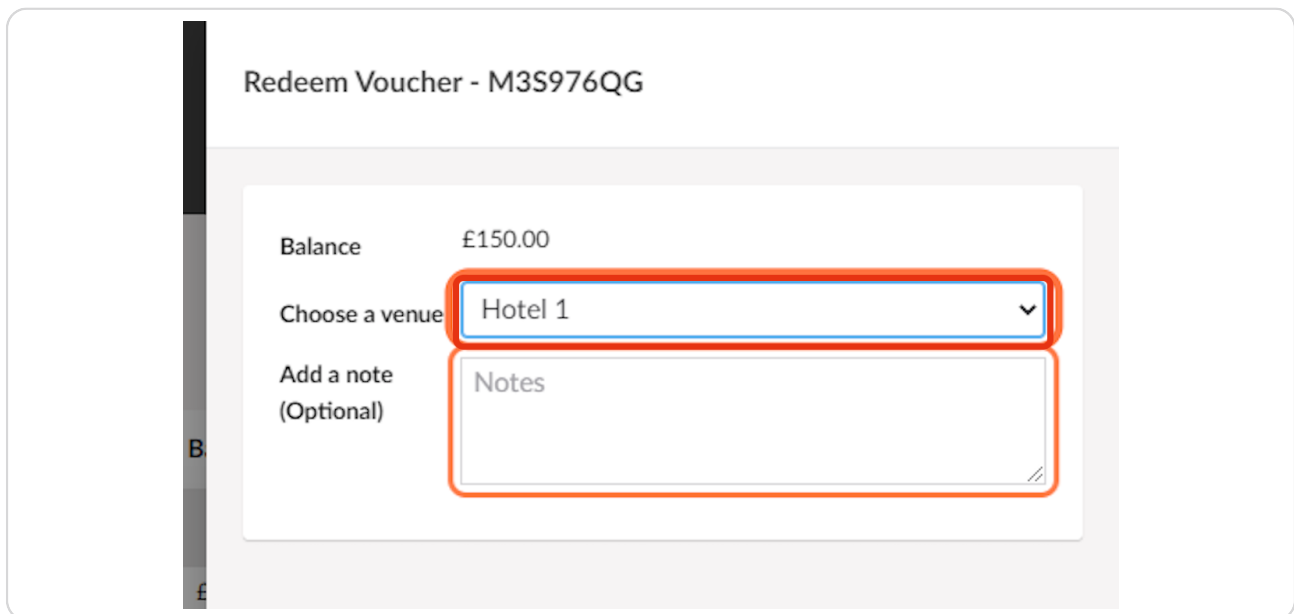 Redeem Voucher - M3S976QG
Balance
£150.00
Choose a venue
Hotel 1
Add a note
(Optional)
Notes
B
£